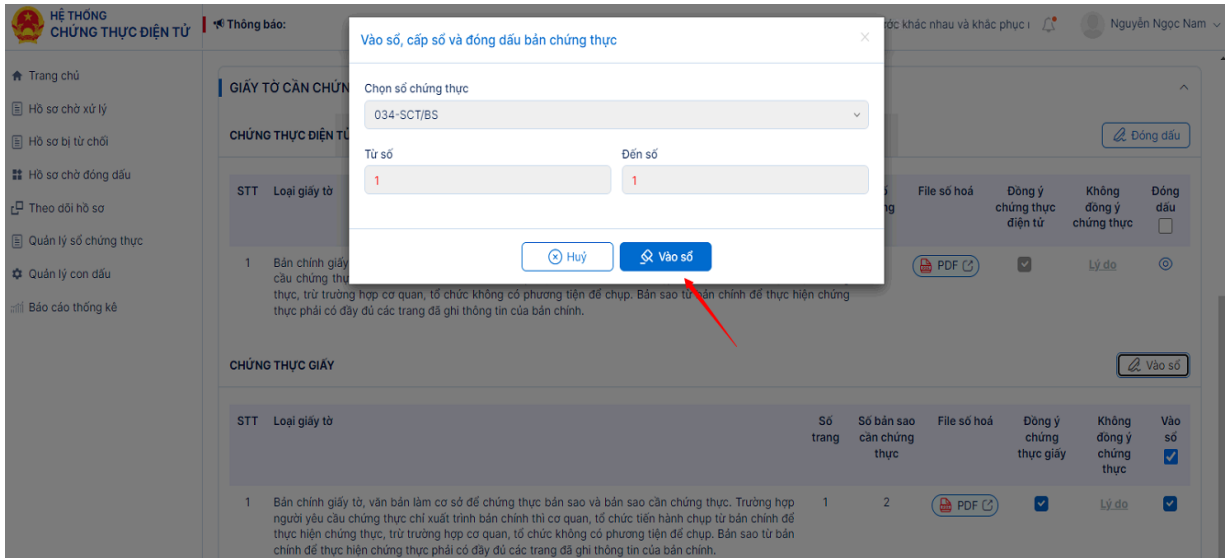 HỆ THỐNG
CHỨNG THỰC ĐIỆN TỬ
Thông báo:
ước khác nhau và khắc phục
Nguyễn Ngọc Nam
Trang chủ
Hồ sơ chờ xử lý
Hồ sơ bị từ chối
Hồ sơ chờ đóng dấu
Theo dõi hồ sơ
Quản lý sổ chứng thực
Quản lý con dấu
Báo cáo thống kê
Vào sổ, cấp số và đóng dấu bản chứng thực
Chọn sổ chứng thực
034-SCT/BS
Từ số
Đến số
1
1
Huỷ
Vào sổ
GIẤY TỜ CẦN CHỨN
CHỨNG THỰC ĐIỆN TỬ
Đóng dấu
STT
Loại giấy tờ
File số hoá
Đồng ý
chứng thực
điện tử
Không
đồng ý
chứng thực
Đóng
dấu
1
Bản chính giấy
cầu chứng thự
thực, trừ trường hợp cơ quan, tổ chức không có phương tiện để chụp. Bản sao từ bản chính để thực hiện chứng
thực phải có đầy đủ các trang đã ghi thông tin của bản chính.
PDF
Lý do
CHỨNG THỰC GIẤY
Vào sổ
STT
Loại giấy tờ
Số
trang
Số bản sao
cần chứng
thực
File số hoá
Đồng ý
chứng
thực giấy
Không
đồng ý
chứng
thực
Vào
sổ
1
Bản chính giấy tờ, văn bản làm cơ sở để chứng thực bản sao và bản sao cần chứng thực. Trường hợp
người yêu cầu chứng thực chỉ xuất trình bản chính thì cơ quan, tổ chức tiến hành chụp từ bản chính để
thực hiện chứng thực, trừ trường hợp cơ quan, tổ chức không có phương tiện để chụp. Bản sao từ bản
chính để thực hiện chứng thực phải có đầy đủ các trang đã ghi thông tin của bản chính.
1
2
PDF
Lý do